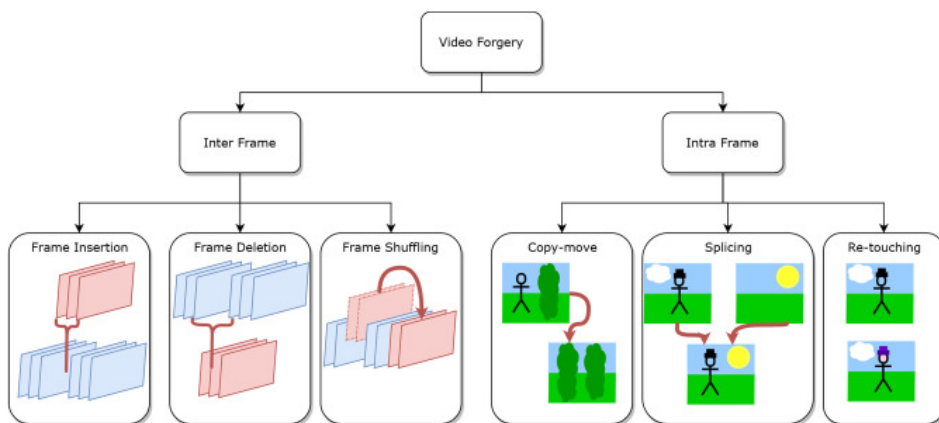 Video Forgery
Inter Frame
Intra Frame
Frame Insertion
Frame Deletion
Frame Shuffling
Copy-move
Splicing
Re-touching